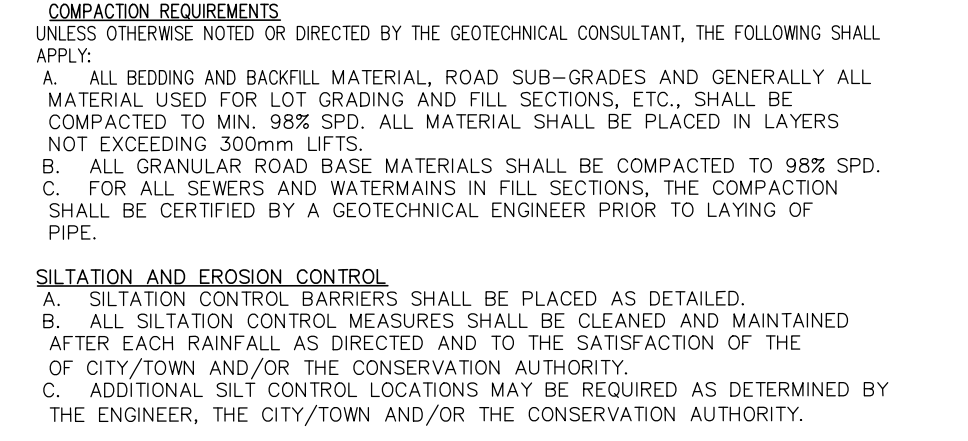 COMPACTION REQUIREMENTS
UNLESS OTHERWISE NOTED OR DIRECTED BY THE GEOTECHNICAL CONSULTANT, THE FOLLOWING SHALL
APPLY:
A. ALL BEDDING AND BACKFILL MATERIAL, ROAD SUB-GRADES AND GENERALLY ALL
MATERIAL USED FOR LOT GRADING AND FILL SECTIONS, ETC., SHALL BE
COMPACTED TO MIN. 98% SPD. ALL MATERIAL SHALL BE PLACED IN LAYERS
NOT EXCEEDING 300mm LIFTS.
B. ALL GRANULAR ROAD BASE MATERIALS SHALL BE COMPACTED TO 98% SPD.
C. FOR ALL SEWERS AND WATERMAINS IN FILL SECTIONS, THE COMPACTION
SHALL BE CERTIFIED BY A GEOTECHNICAL ENGINEER PRIOR TO LAYING OF
PIPE.
SILTATION AND EROSION CONTROL
A. SILTATION CONTROL BARRIERS SHALL BE PLACED AS DETAILED.
B. ALL SILTATION CONTROL MEASURES SHALL BE CLEANED AND MAINTAINED
AFTER EACH RAINFALL AS DIRECTED AND TO THE SATISFACTION OF THE
OF CITY/TOWN AND/OR THE CONSERVATION AUTHORITY.
C. ADDITIONAL SILT CONTROL LOCATIONS MAY BE REQUIRED AS DETERMINED BY
THE ENGINEER, THE CITY/TOWN AND/OR THE CONSERVATION AUTHORITY.